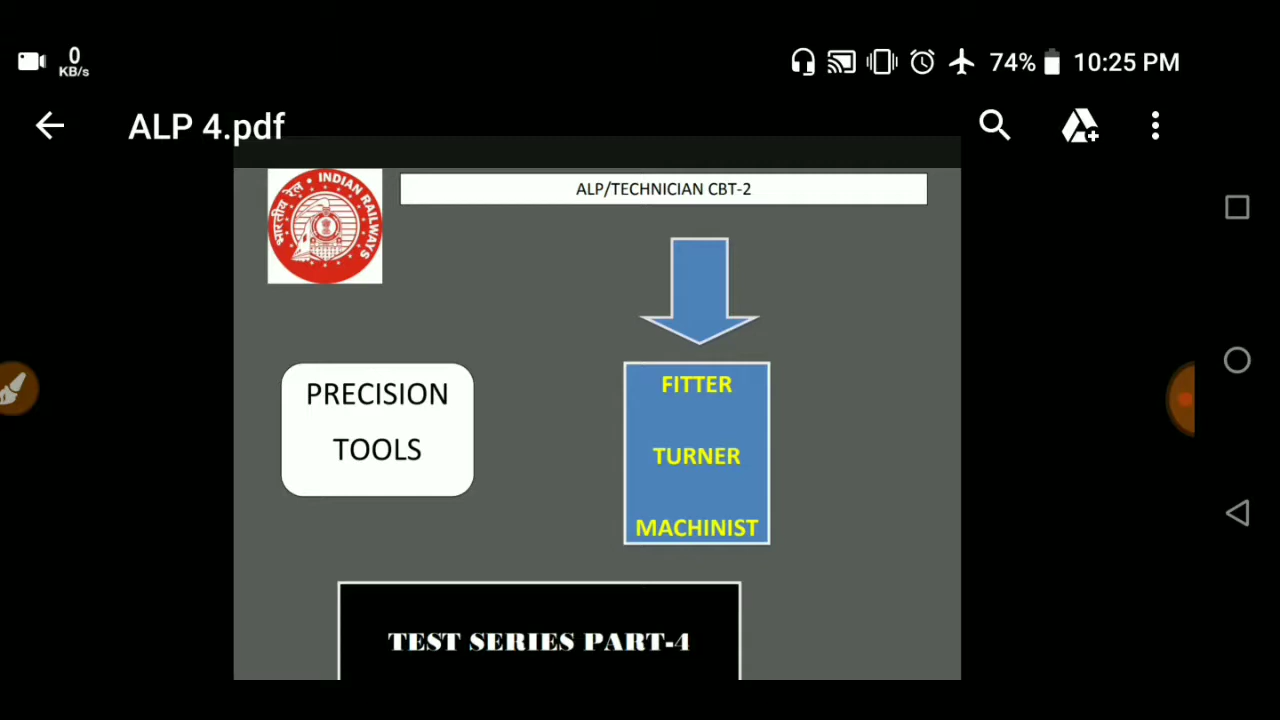 0
KB/s
74%
10:25 PM
ALP 4.pdf
भारतीय रेल • INDIAN RAILWAYS
ALP/TECHNICIAN CBT-2
PRECISION
TOOLS
FITTER
TURNER
MACHINIST
TEST SERIES PART-4